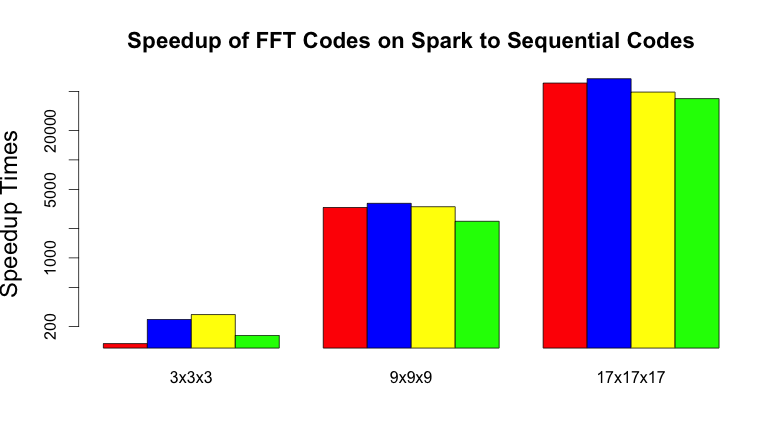 Speedup of FFT Codes on Spark to Sequential Codes
Speedup Times
20000
5000
1000
200
3x3x3
9x9x9
17x17x17